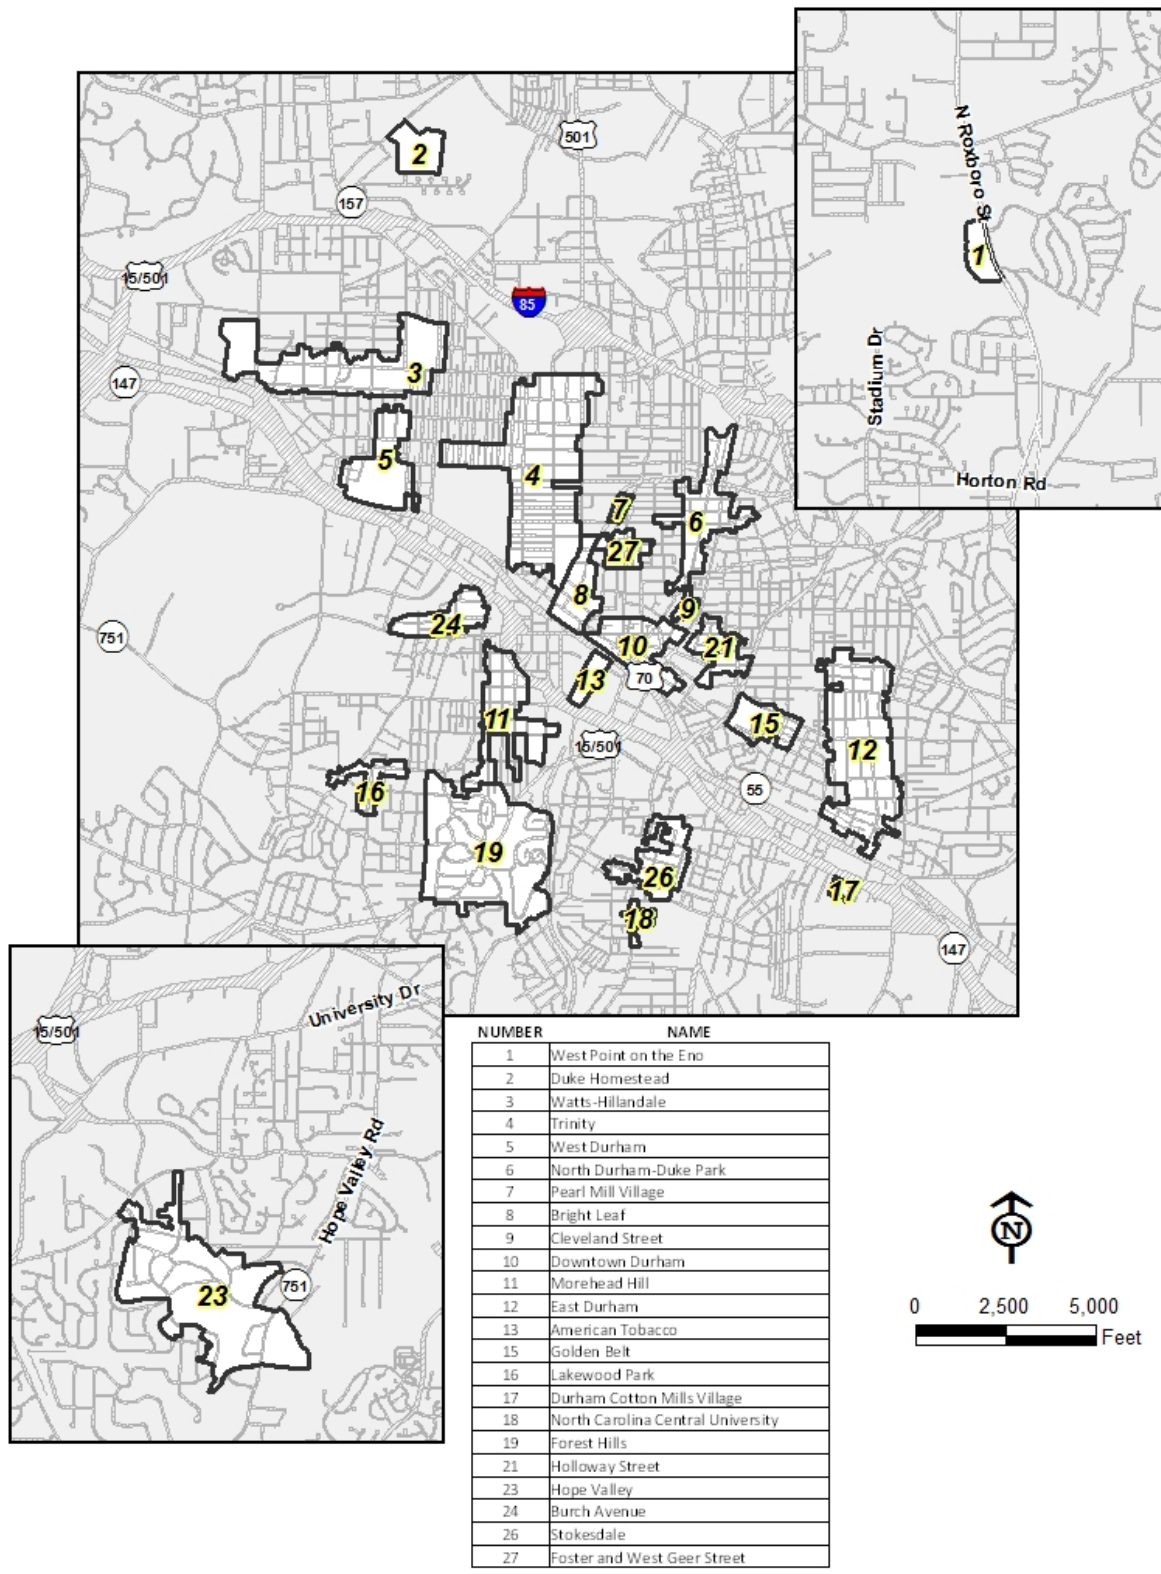 501
2
157
15/501
85
147
3
5
4
7
6
27
8
9
24
10
21
751
13
70
11
15
15/501
12
16
55
19
26
17
18
147
N Roxboro St
1
Stadium Dr
Horton Rd
University Dr
15/501
Hope Valley Rd
751
23
NUMBER NAME
1 West Point on the Eno
2 Duke Homestead
3 Watts-Hillandale
4 Trinity
5 West Durham
6 North Durham-Duke Park
7 Pearl Mill Village
8 Bright Leaf
9 Cleveland Street
10 Downtown Durham
11 Morehead Hill
12 East Durham
13 American Tobacco
15 Golden Belt
16 Lakewood Park
17 Durham Cotton Mills Village
18 North Carolina Central University
19 Forest Hills
21 Holloway Street
23 Hope Valley
24 Burch Avenue
26 Stokesdale
27 Foster and West Geer Street
N
0 2,500 5,000
Feet